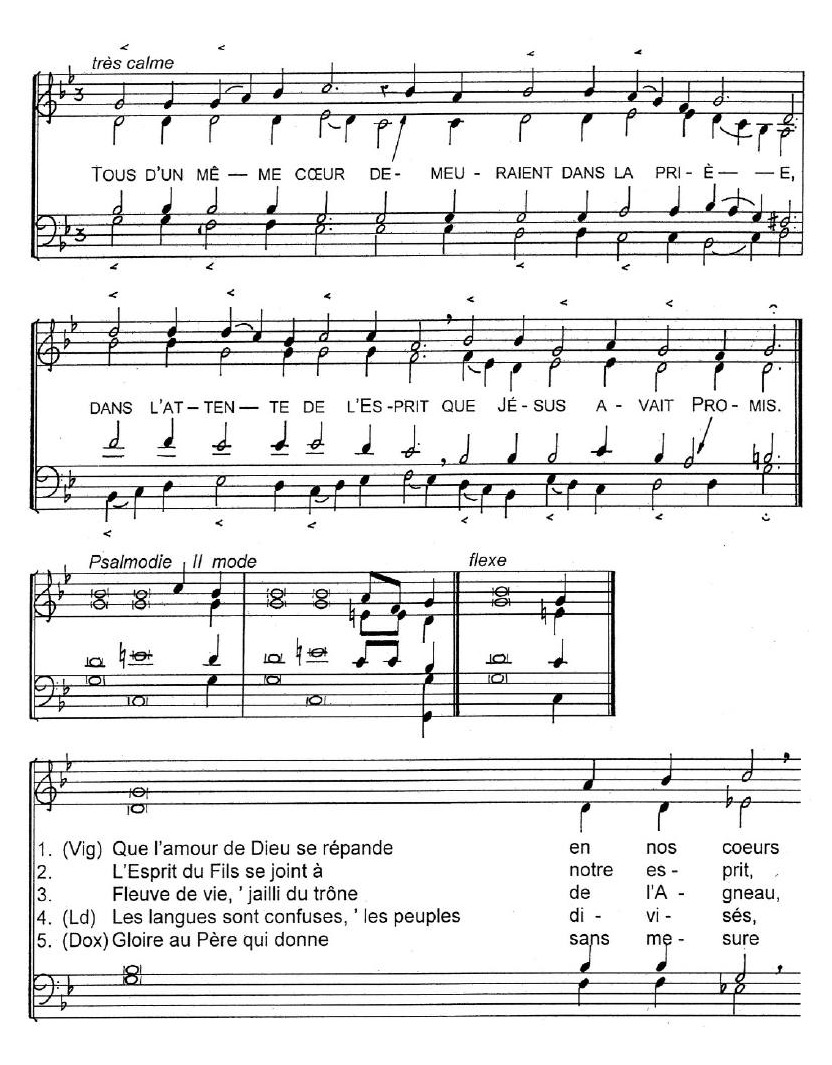 très calme
TOUS D'UN MÊ — ME CŒUR DE- MEU - RAIENT DANS LA PRI - È — — E,
DANS L'AT – TEN — TE DE L'ES -PRIT QUE JÉ - SUS A - VAIT PRO - MIS.
Psalmodie II mode flexe
1. (Vig) Que l'amour de Dieu se répande en nos coeurs
2. L'Esprit du Fils se joint à notre es - prit,
3. Fleuve de vie, ' jailli du trône de l'A - gneau,
4. (Ld) Les langues sont confuses, ' les peuples di - vi - sés,
5. (Dox) Gloire au Père qui donne sans me - sure